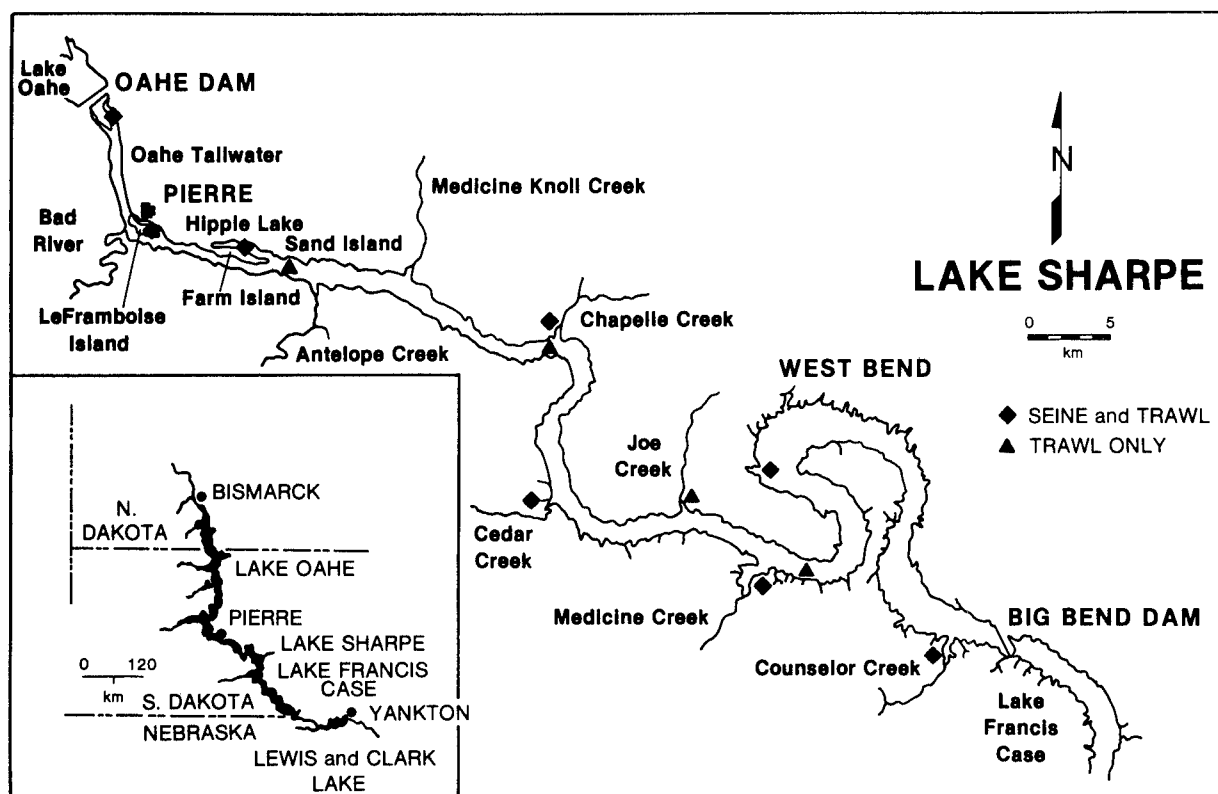 Lake
Oahe
OAHE DAM
Oahe Tailwater
PIERRE
Medicine Knoll Creek
Hipple Lake
Bad
River
Sand Island
Farm Island
LeFramboise
Island
Antelope Creek
Chapelle Creek
N
LAKE SHARPE
0 5
km
WEST BEND
SEINE and TRAWL
TRAWL ONLY
Joe
Creek
Cedar
Creek
Medicine Creek
Counselor Creek
BIG BEND DAM
Lake
Francis
Case
BISMARCK
N.
DAKOTA
LAKE OAHE
PIERRE
LAKE SHARPE
LAKE FRANCIS
CASE
0 120
km
S. DAKOTA
NEBRASKA
YANKTON
LEWIS and CLARK
LAKE